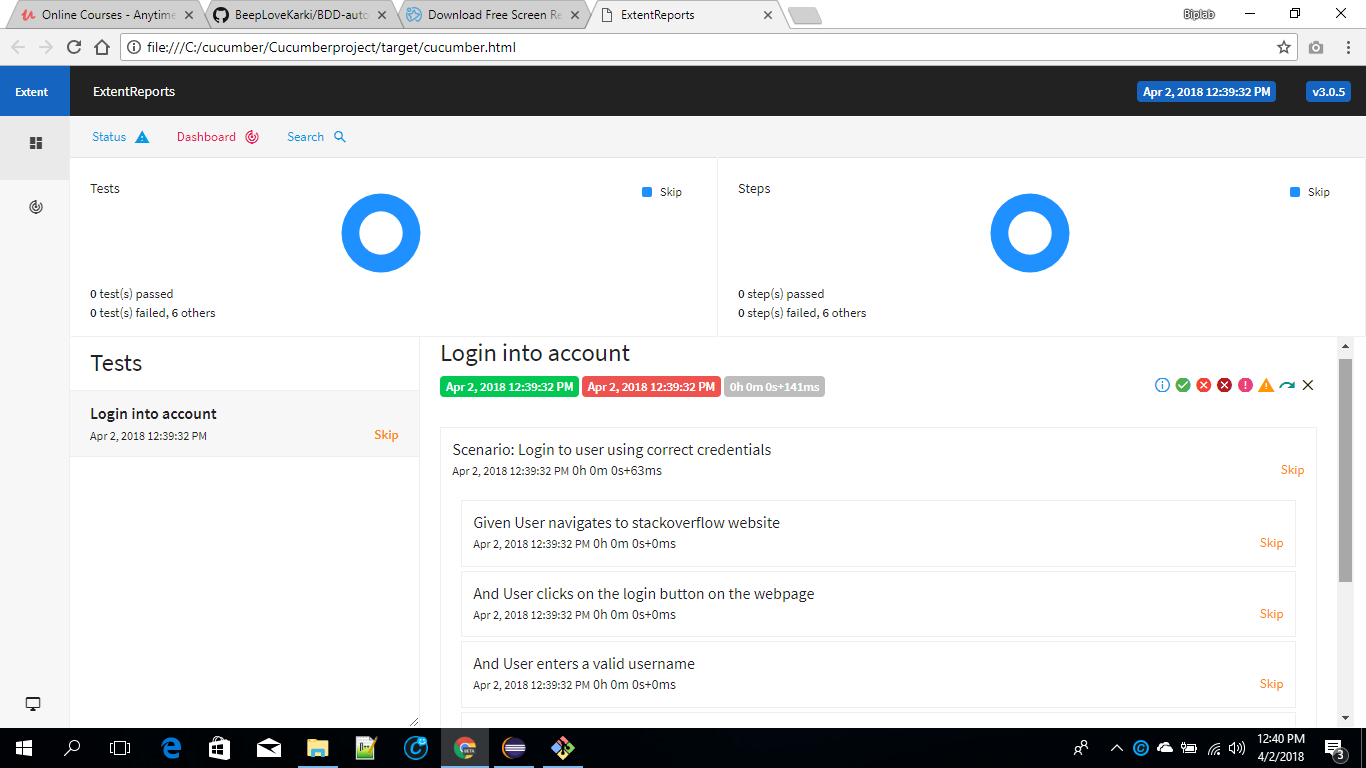 Online Courses - Anytime
BeepLoveKarki/BDD-auto
Download Free Screen Re
ExtentReports
Biplab
file:///C:/cucumber/Cucumberproject/target/cucumber.html
Extent
ExtentReports
Apr 2, 2018 12:39:32 PM
v3.0.5
Status
Dashboard
Search
Tests
Skip
0 test(s) passed
0 test(s) failed, 6 others
Steps
Skip
0 step(s) passed
0 step(s) failed, 6 others
Tests
Login into account
Apr 2, 2018 12:39:32 PM
Skip
Login into account
Apr 2, 2018 12:39:32 PM Apr 2, 2018 12:39:32 PM 0h 0m 0s+141ms
Scenario: Login to user using correct credentials
Apr 2, 2018 12:39:32 PM 0h 0m 0s+63ms
Skip
Given User navigates to stackoverflow website
Apr 2, 2018 12:39:32 PM 0h 0m 0s+0ms
Skip
And User clicks on the login button on the webpage
Apr 2, 2018 12:39:32 PM 0h 0m 0s+0ms
Skip
And User enters a valid username
Apr 2, 2018 12:39:32 PM 0h 0m 0s+0ms
Skip
BETA
12:40 PM
4/2/2018
3